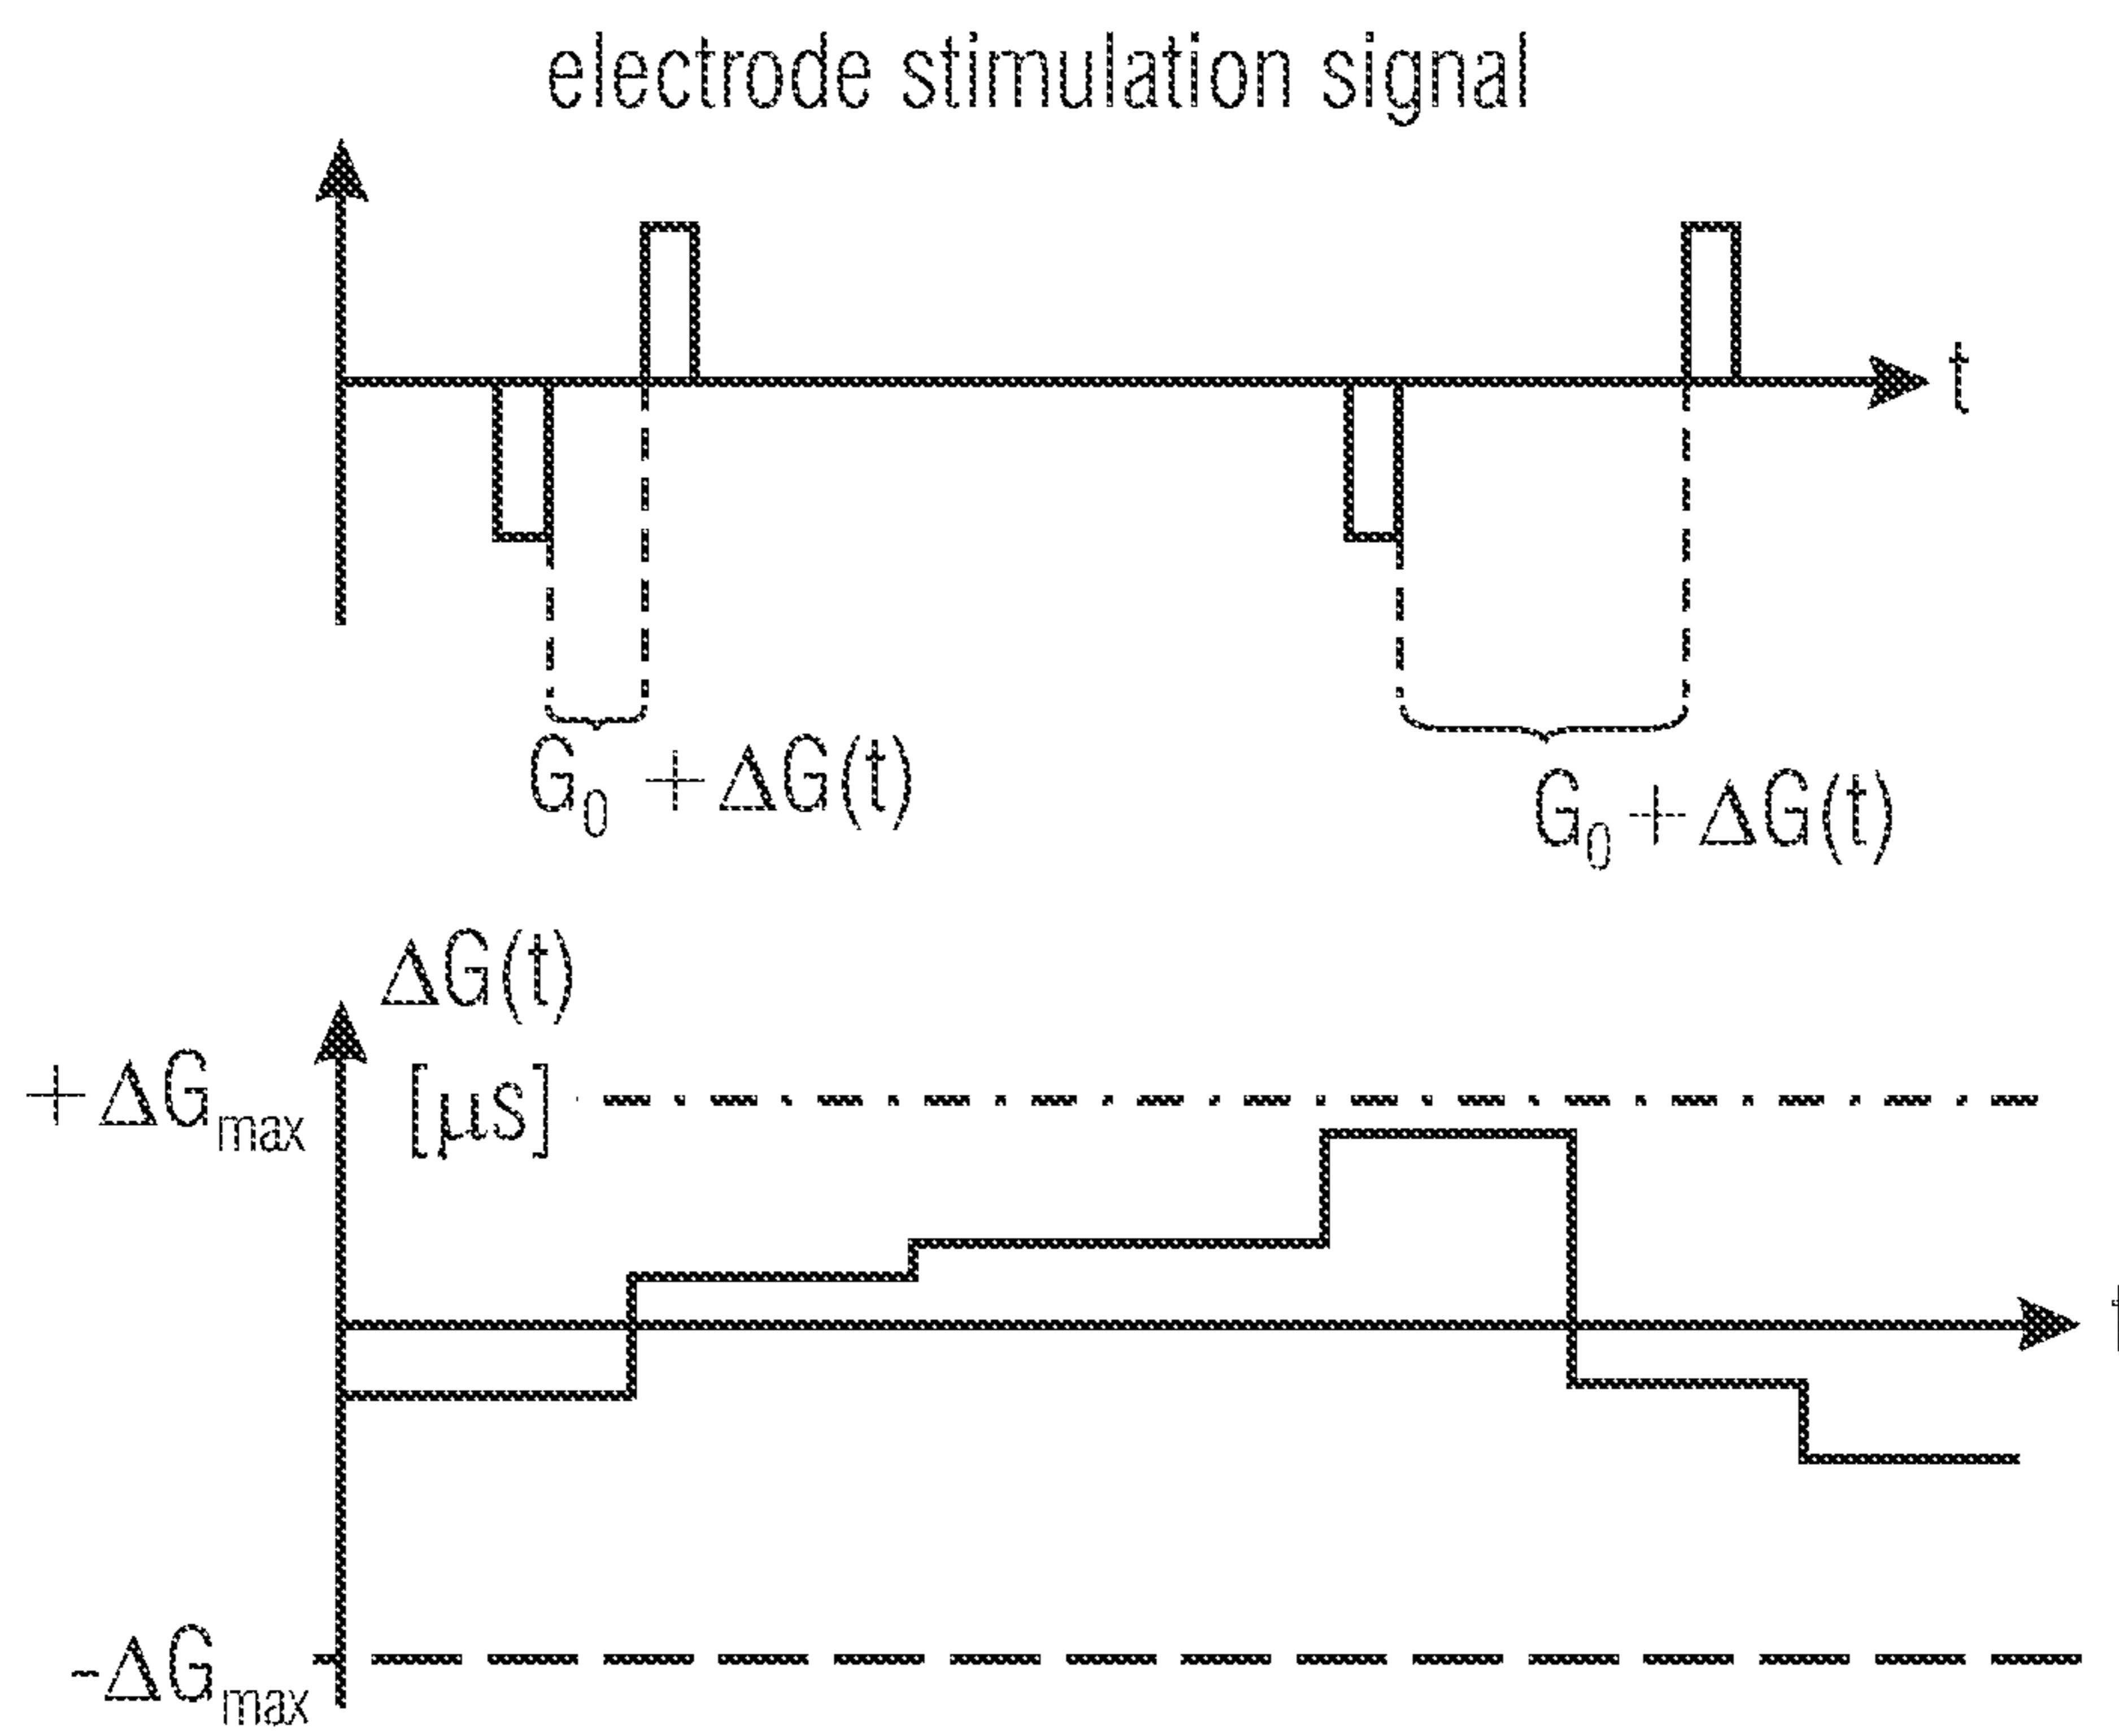 electrode stimulation signal
t
G₀ + ΔG(t)
G₀ + ΔG(t)
ΔG(t)
[μs]
+ ΔGmax
t
-ΔGmax